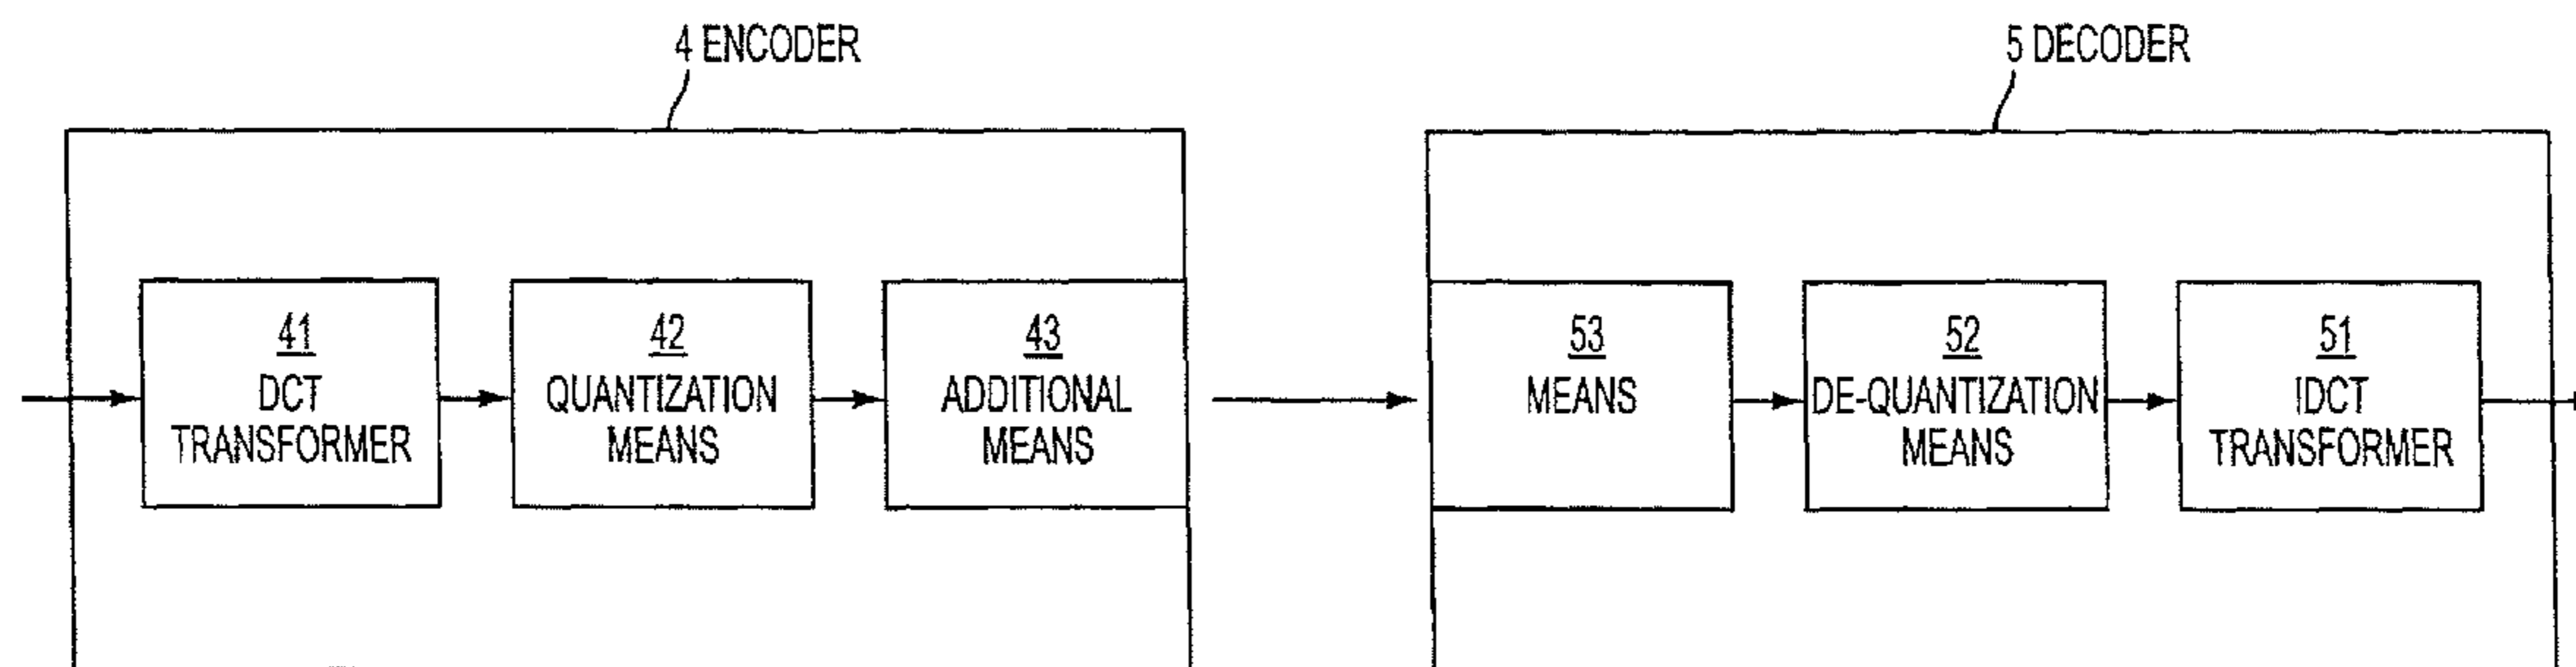 4 ENCODER
5 DECODER
41
DCT
TRANSFORMER
42
QUANTIZATION
MEANS
43
ADDITIONAL
MEANS
53
MEANS
52
DE-QUANTIZATION
MEANS
51
IDCT
TRANSFORMER